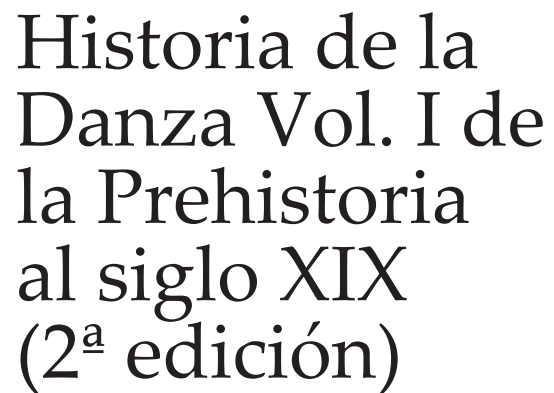 Historia de la
Danza Vol. I de
la Prehistoria
al siglo XIX
(2ª edición)